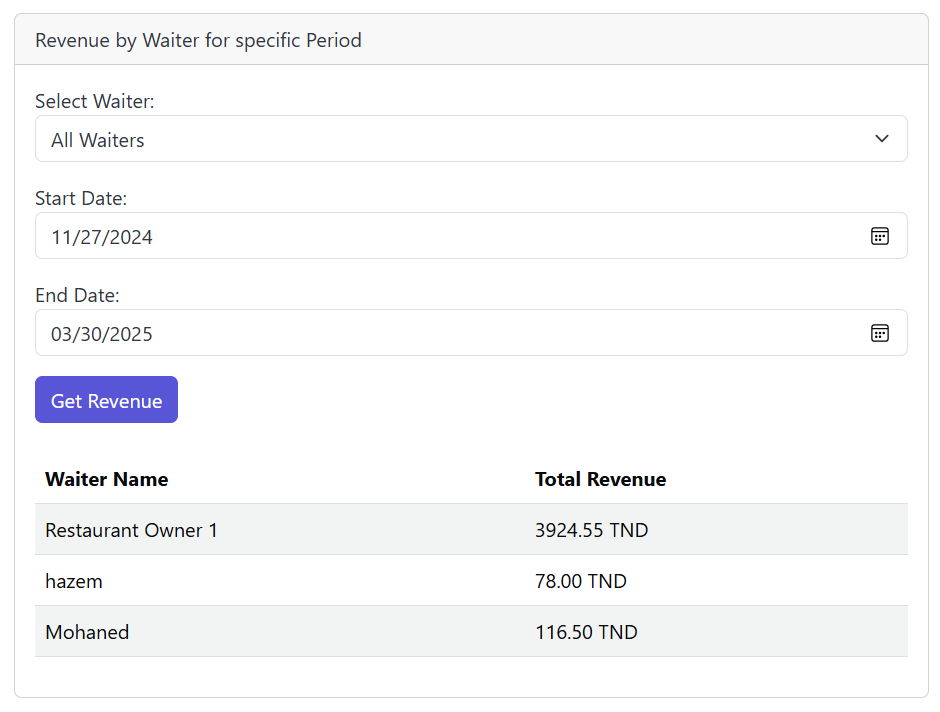 Revenue by Waiter for specific Period
Select Waiter:
All Waiters
Start Date:
11/27/2024
End Date:
03/30/2025
Get Revenue
Waiter Name Total Revenue
Restaurant Owner 1 3924.55 TND
hazem 78.00 TND
Mohaned 116.50 TND